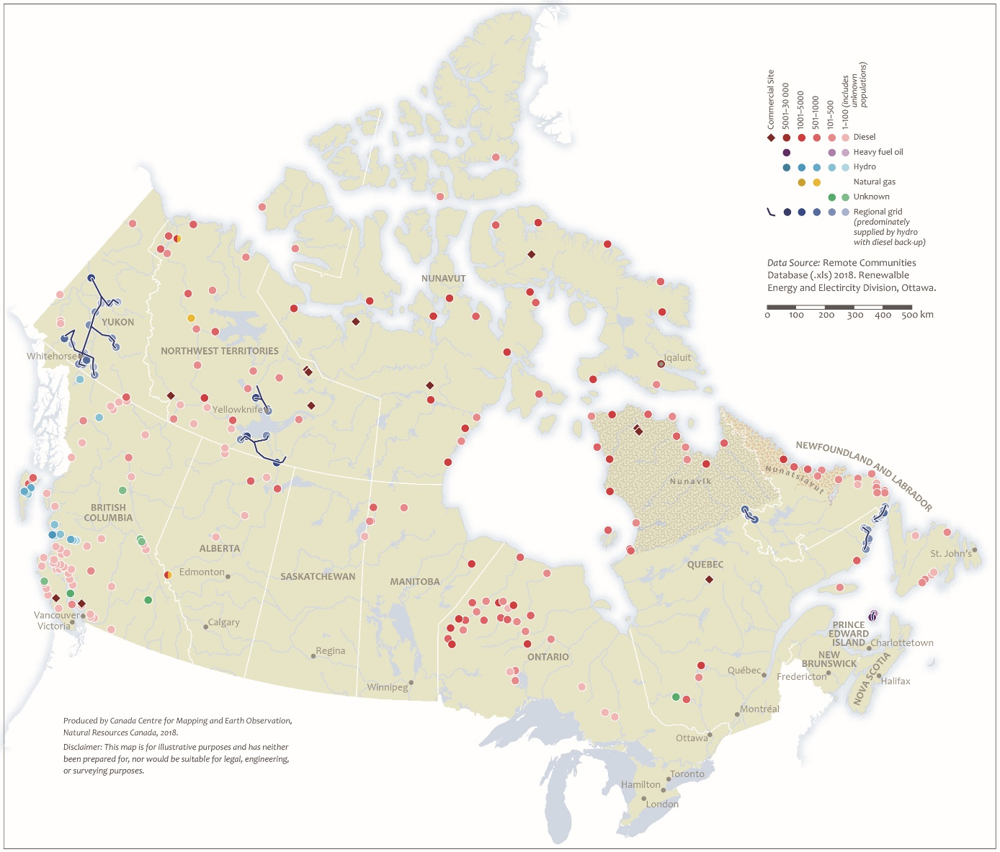 Commercial Site
5001–30 000
1001–5000
501–1000
101–500
1–100 (includes
unknown
populations)
Diesel
Heavy fuel oil
Hydro
Natural gas
Unknown
Regional grid
(predominately
supplied by hydro
with diesel back-up)
Data Source: Remote Communities
Database (.xls) 2018. Renewalble
Energy and Electircity Division, Ottawa.
0 100 200 300 400 500 km
NUNAVUT
YUKON
Whitehorse
NORTHWEST TERRITORIES
Iqaluit
Yellowknife
NEWFOUNDLAND AND LABRADOR
Nunavik
Nunatsiavut
BRITISH
COLUMBIA
ALBERTA
Edmonton
SASKATCHEWAN
MANITOBA
QUEBEC
St. John's
Vancouver
Victoria
Calgary
Regina
Winnipeg
ONTARIO
PRINCE
EDWARD
ISLAND
Charlottetown
NEW
BRUNSWICK
Fredericton
NOVA SCOTIA
Halifax
Québec
Montréal
Ottawa
Toronto
Hamilton
London
Produced by Canada Centre for Mapping and Earth Observation,
Natural Resources Canada, 2018.
Disclaimer: This map is for illustrative purposes and has neither
been prepared for, nor would be suitable for legal, engineering,
or surveying purposes.